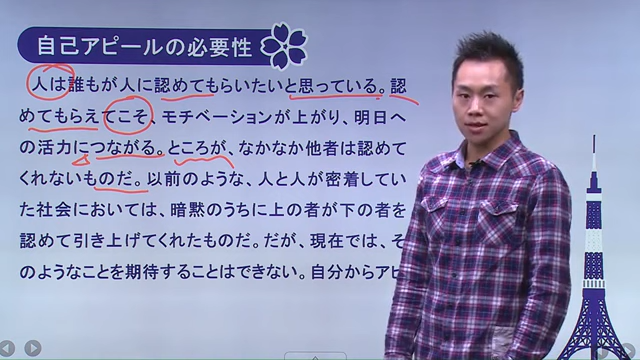 自己アピールの必要性
人は誰もが人に認めてもらいたいと思っている。認
めてもらえてこそ、モチベーションが上がり、明日へ
の活力につながる。ところが、なかなか他者は認めて
くれないものだ。以前のような、人と人が密着してい
た社会においては、暗黙のうちに上の者が下の者を
認めて引き上げてくれたものだ。だが、現在では、そ
のようなことを期待することはできない。自分からアピ